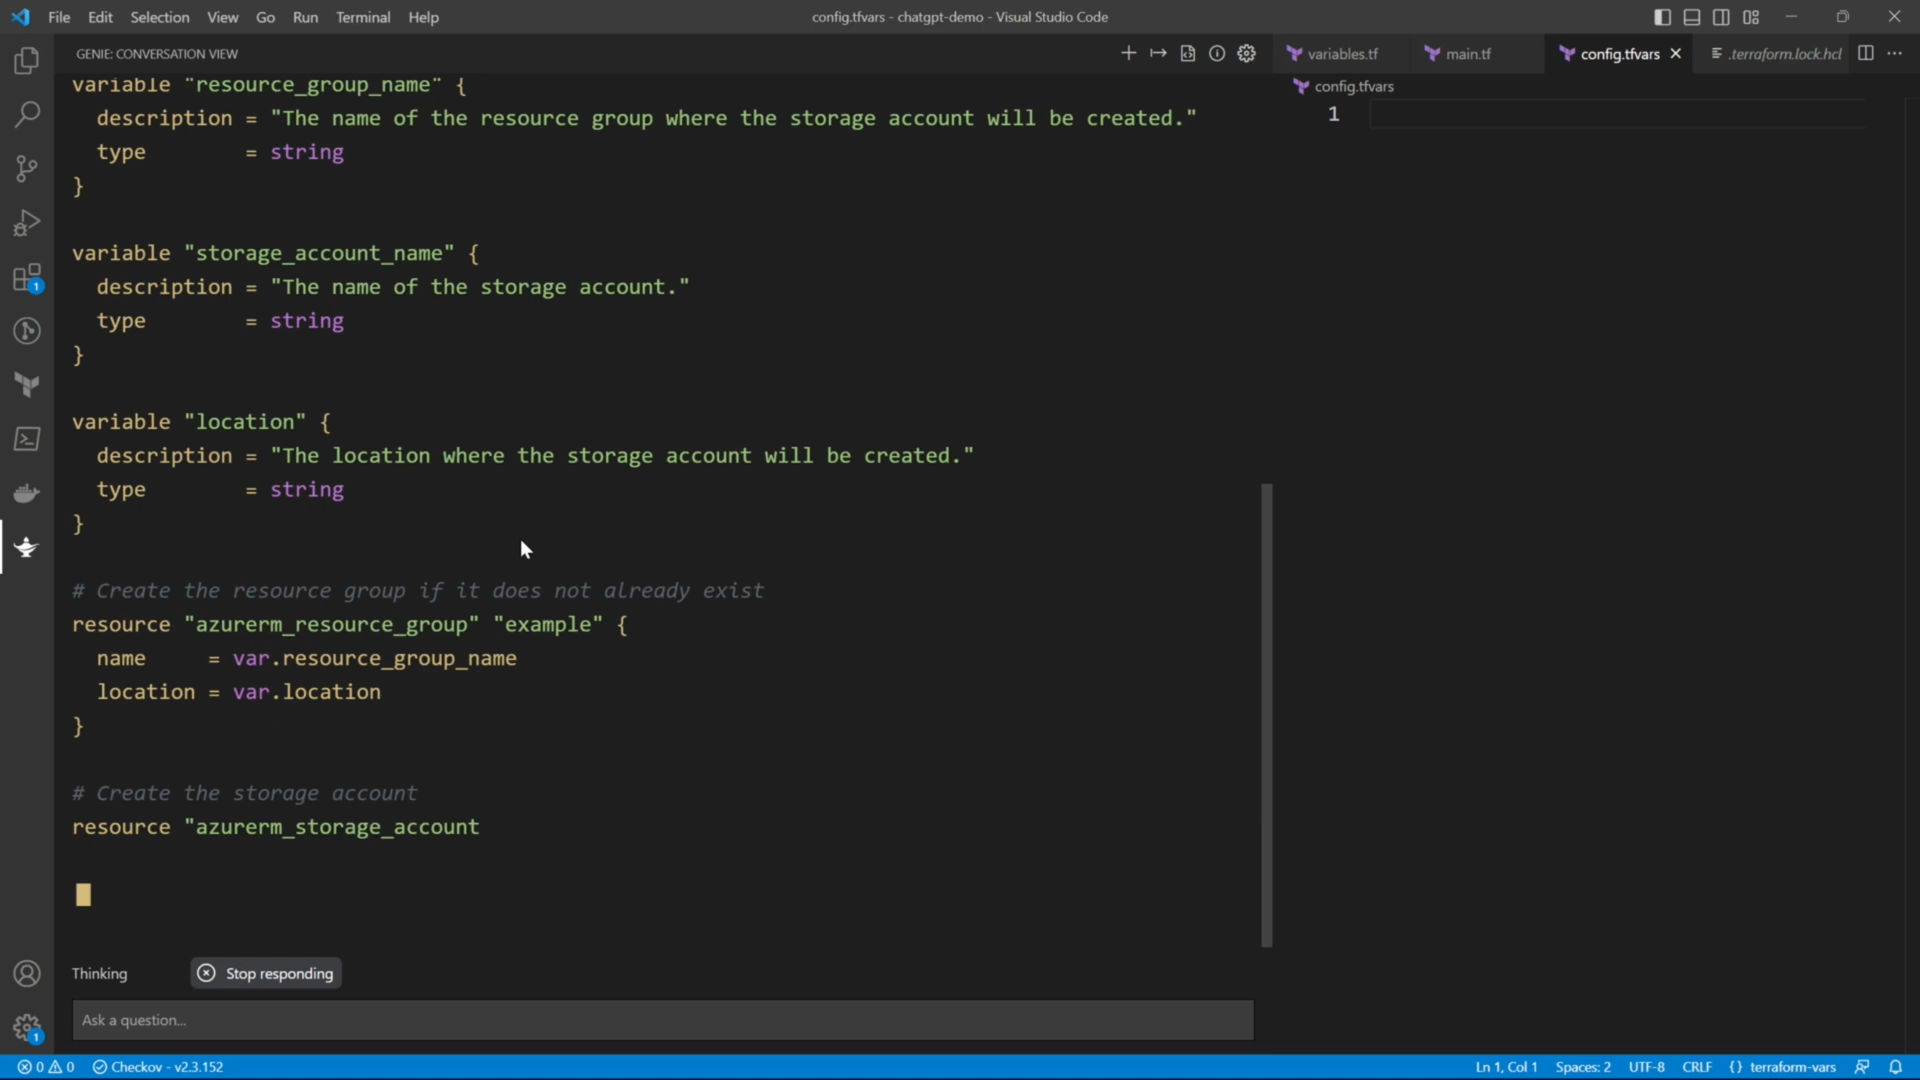 File Edit Selection View Go Run Terminal Help
config.tfvars - chatgpt-demo - Visual Studio Code
GENIE: CONVERSATION VIEW
variables.tf main.tf config.tfvars .terraform.lock.hcl
config.tfvars
1
variable "resource_group_name" {
description = "The name of the resource group where the storage account will be created."
type = string
}
variable "storage_account_name" {
description = "The name of the storage account."
type = string
}
variable "location" {
description = "The location where the storage account will be created."
type = string
}
# Create the resource group if it does not already exist
resource "azurerm_resource_group" "example" {
name = var.resource_group_name
location = var.location
}
# Create the storage account
resource "azurerm_storage_account
Thinking
Stop responding
Ask a question...
1
1
0 0 Checkov - v2.3.152
Ln 1, Col 1 Spaces: 2 UTF-8 CRLF {} terraform-vars